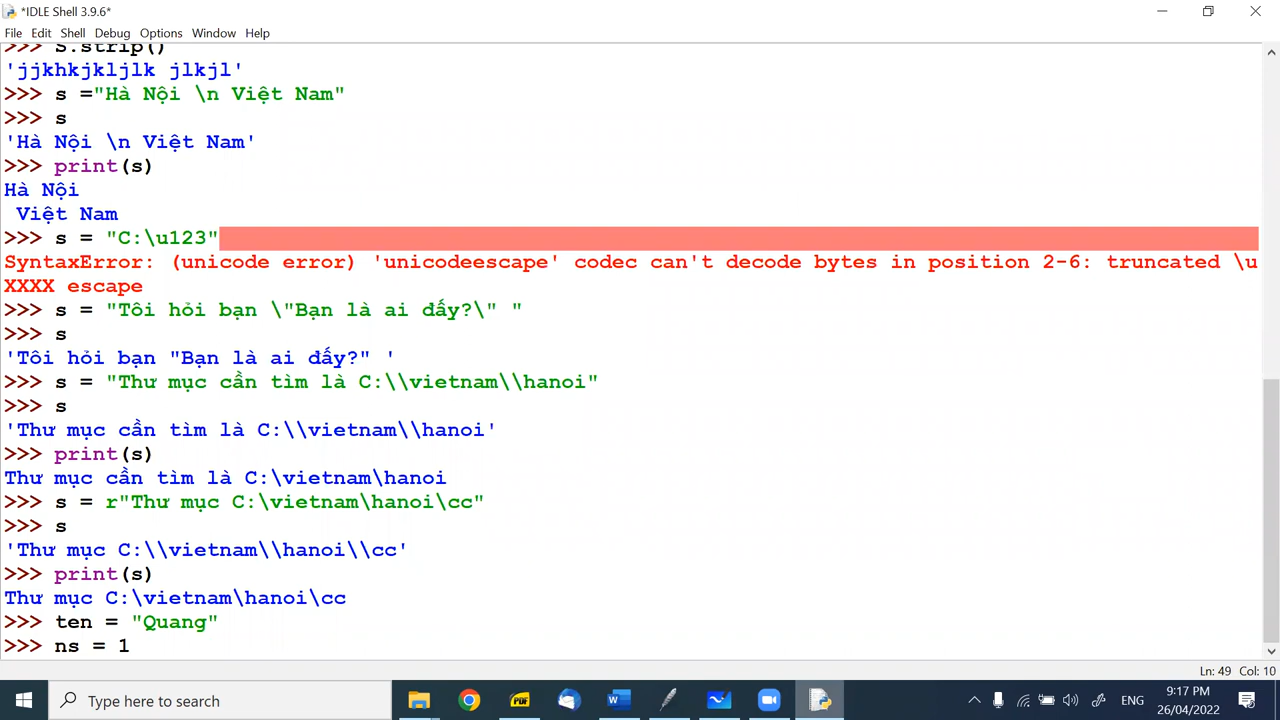 *IDLE Shell 3.9.6*
File Edit Shell Debug Options Window Help
>>> S.strip()
'jjkhkjkljlk jlkjl'
>>> s ="Hà Nội \n Việt Nam"
>>> s
'Hà Nội \n Việt Nam'
>>> print(s)
Hà Nội
 Việt Nam
>>> s = "C:\u123"
SyntaxError: (unicode error) 'unicodeescape' codec can't decode bytes in position 2-6: truncated \u
XXXX escape
>>> s = "Tôi hỏi bạn \"Bạn là ai đấy?\" "
>>> s
'Tôi hỏi bạn "Bạn là ai đấy?" '
>>> s = "Thư mục cần tìm là C:\\vietnam\\hanoi"
>>> s
'Thư mục cần tìm là C:\\vietnam\\hanoi'
>>> print(s)
Thư mục cần tìm là C:\vietnam\hanoi
>>> s = r"Thư mục C:\vietnam\hanoi\cc"
>>> s
'Thư mục C:\\vietnam\\hanoi\\cc'
>>> print(s)
Thư mục C:\vietnam\hanoi\cc
>>> ten = "Quang"
>>> ns = 1
Ln: 49 Col: 10
Type here to search
PDF
ENG
9:17 PM
26/04/2022